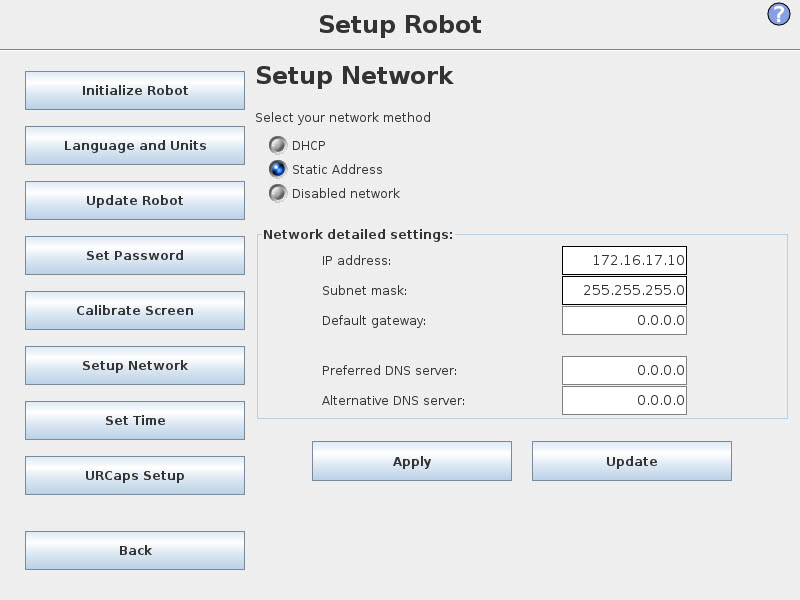 Setup Robot
?
Initialize Robot
Language and Units
Update Robot
Set Password
Calibrate Screen
Setup Network
Set Time
URCaps Setup
Back
Setup Network
Select your network method
DHCP
Static Address
Disabled network
Network detailed settings:
IP address: 172.16.17.10
Subnet mask: 255.255.255.0
Default gateway: 0.0.0.0
Preferred DNS server: 0.0.0.0
Alternative DNS server: 0.0.0.0
Apply Update